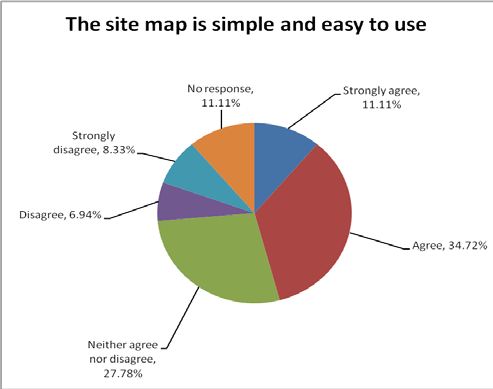 The site map is simple and easy to use
No response,
11.11%
Strongly agree,
11.11%
Strongly
disagree, 8.33%
Disagree, 6.94%
Agree, 34.72%
Neither agree
nor disagree,
27.78%